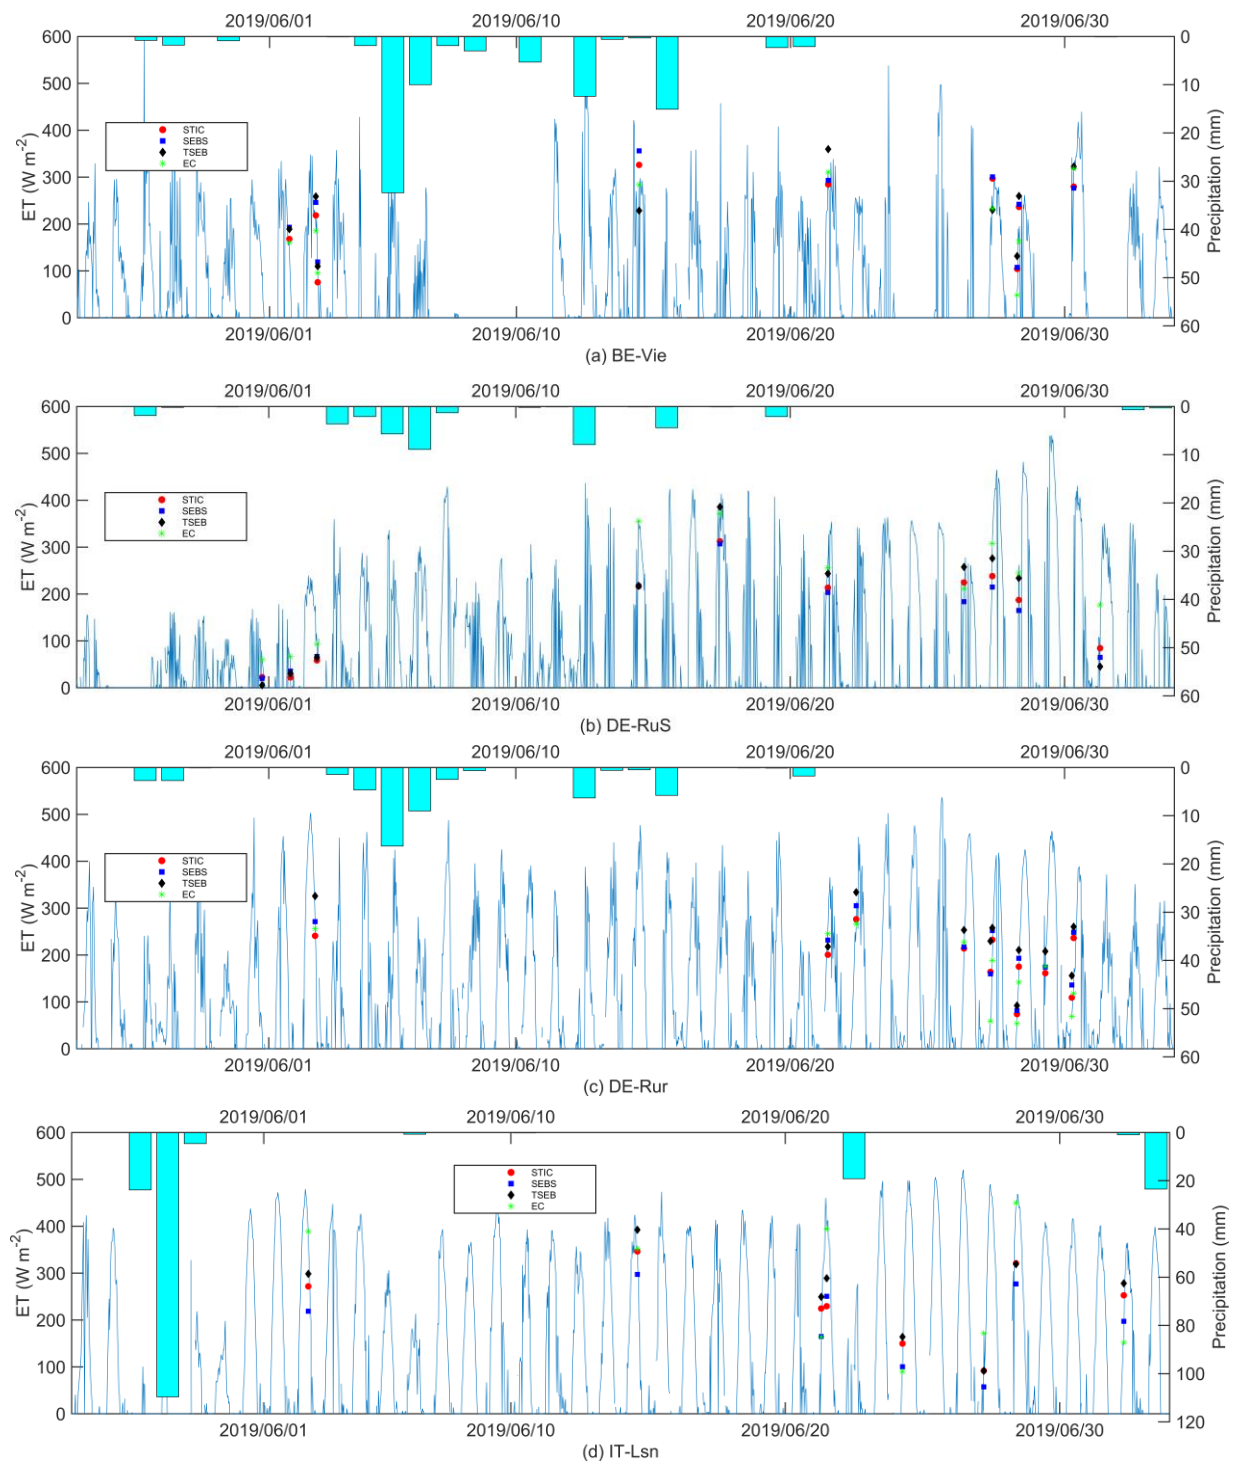 2019/06/01 2019/06/10 2019/06/20 2019/06/30
600 0
500 10
400 20
300 30
200 40
100 50
0 60
ET (W m-2)
Precipitation (mm)
STIC
SEBS
TSEB
EC
2019/06/01 2019/06/10 2019/06/20 2019/06/30
(a) BE-Vie
2019/06/01 2019/06/10 2019/06/20 2019/06/30
600 0
500 10
400 20
300 30
200 40
100 50
0 60
ET (W m-2)
Precipitation (mm)
STIC
SEBS
TSEB
EC
2019/06/01 2019/06/10 2019/06/20 2019/06/30
(b) DE-RuS
2019/06/01 2019/06/10 2019/06/20 2019/06/30
600 0
500 10
400 20
300 30
200 40
100 50
0 60
ET (W m-2)
Precipitation (mm)
STIC
SEBS
TSEB
EC
2019/06/01 2019/06/10 2019/06/20 2019/06/30
(c) DE-Rur
2019/06/01 2019/06/10 2019/06/20 2019/06/30
600 0
500 20
400 40
300 60
200 80
100 100
0 120
ET (W m-2)
Precipitation (mm)
STIC
SEBS
TSEB
EC
2019/06/01 2019/06/10 2019/06/20 2019/06/30
(d) IT-Lsn